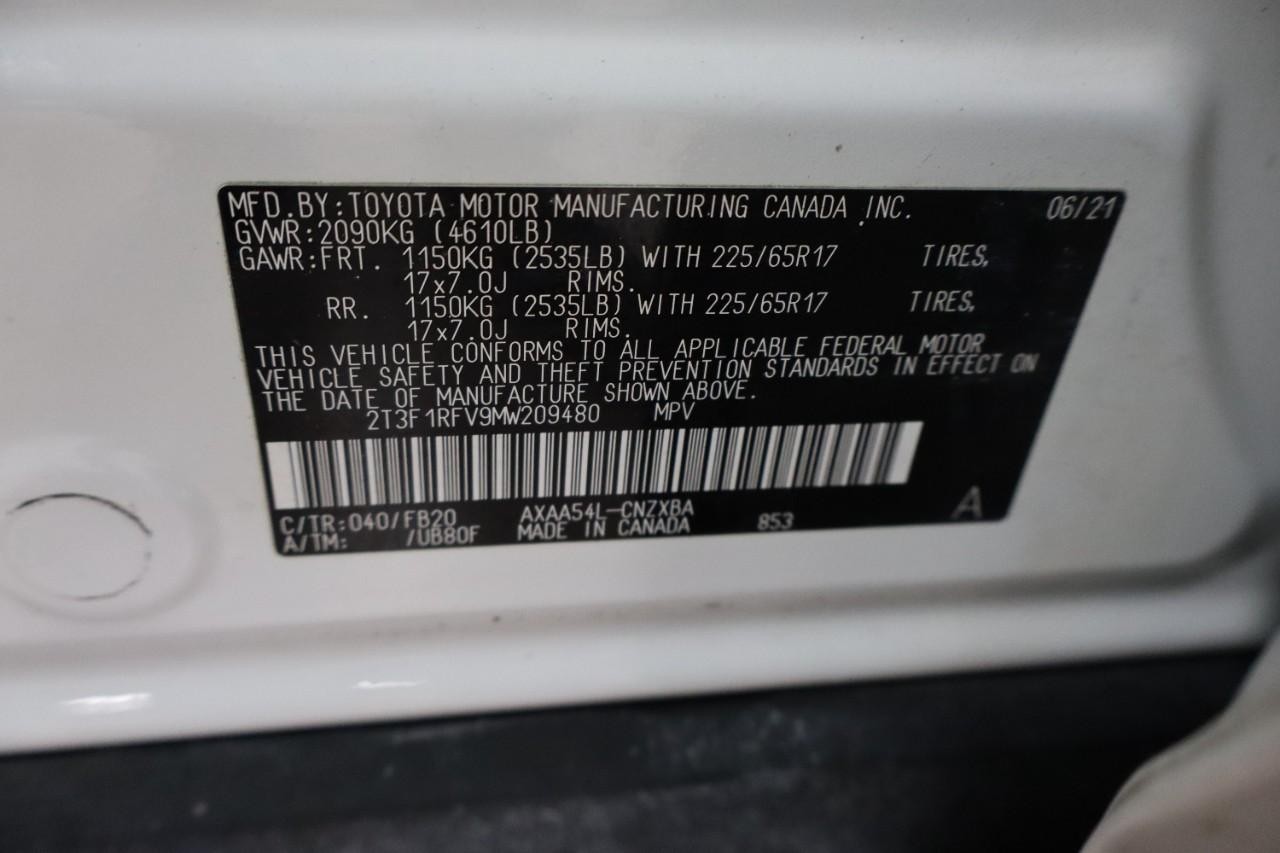 MFD.BY:TOYOTA MOTOR MANUFACTURING CANADA INC. 06/21
GVWR:2090KG (4610LB)
GAWR:FRT. 1150KG (2535LB) WITH 225/65R17 TIRES,
17x7.0J RIMS.
RR. 1150KG (2535LB) WITH 225/65R17 TIRES,
17x7.0J RIMS.
THIS VEHICLE CONFORMS TO ALL APPLICABLE FEDERAL MOTOR
VEHICLE SAFETY AND THEFT PREVENTION STANDARDS IN EFFECT ON
THE DATE OF MANUFACTURE SHOWN ABOVE.
2T3F1RFV9MW209480 MPV
C/TR:040/FB20 AXAA54L-CNZXBA 853 A
A/TM: /UB80F MADE IN CANADA